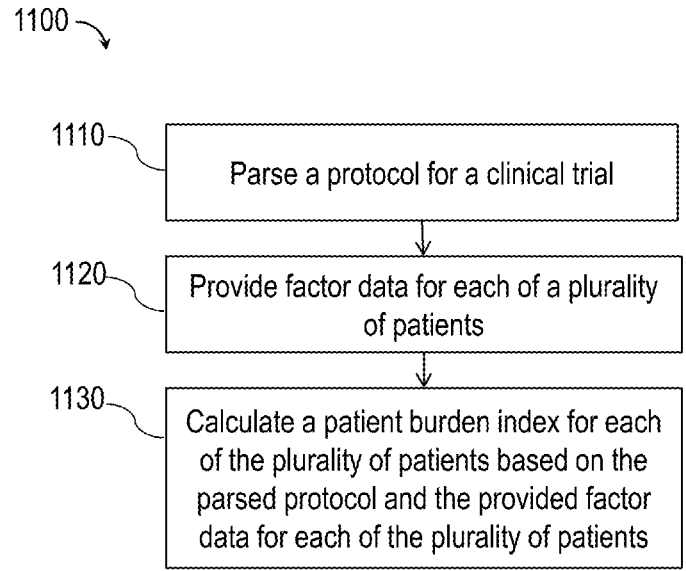 1100
1110
Parse a protocol for a clinical trial
1120
Provide factor data for each of a plurality
of patients
1130
Calculate a patient burden index for each
of the plurality of patients based on the
parsed protocol and the provided factor
data for each of the plurality of patients